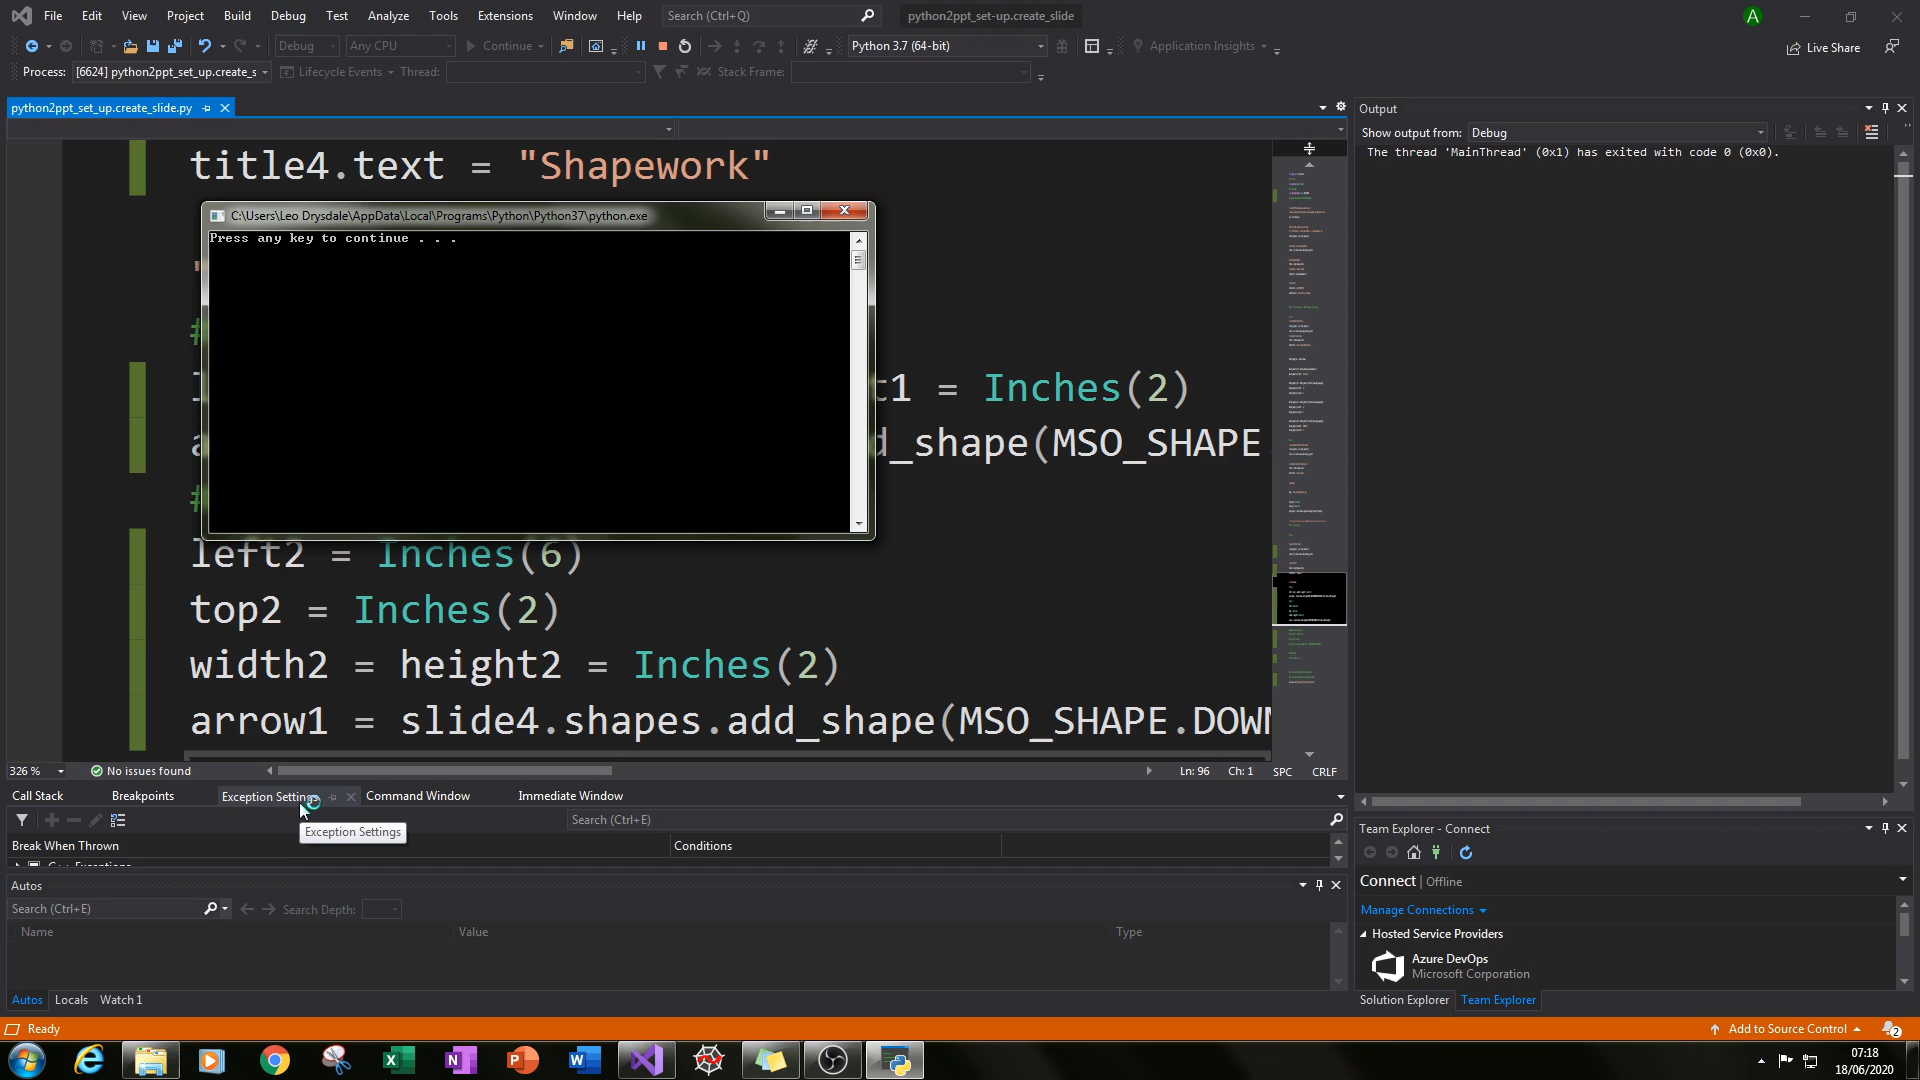 File Edit View Project Build Debug Test Analyze Tools Extensions Window Help Search (Ctrl+Q) python2ppt_set-up.create_slide A
Debug Any CPU Continue Python 3.7 (64-bit) Application Insights Live Share
Process: [6624] python2ppt_set_up.create_s Lifecycle Events Thread: Stack Frame:
python2ppt_set_up.create_slide.py
title4.text = "Shapework"
C:\Users\Leo Drysdale\AppData\Local\Programs\Python\Python37\python.exe
Press any key to continue . . .
t1 = Inches(2)
d_shape(MSO_SHAPE.
left2 = Inches(6)
top2 = Inches(2)
width2 = height2 = Inches(2)
arrow1 = slide4.shapes.add_shape(MSO_SHAPE.DOWN
326 % No issues found Ln: 96 Ch: 1 SPC CRLF
Call Stack Breakpoints Exception Settings Command Window Immediate Window
Search (Ctrl+E)
Exception Settings
Break When Thrown Conditions
C++ Exceptions
Autos
Search (Ctrl+E) Search Depth:
Name Value Type
Autos Locals Watch 1
Output
Show output from: Debug
The thread 'MainThread' (0x1) has exited with code 0 (0x0).
Team Explorer - Connect
Connect | Offline
Manage Connections
Hosted Service Providers
Azure DevOps
Microsoft Corporation
Solution Explorer Team Explorer
Ready Add to Source Control 2
07:18
18/06/2020